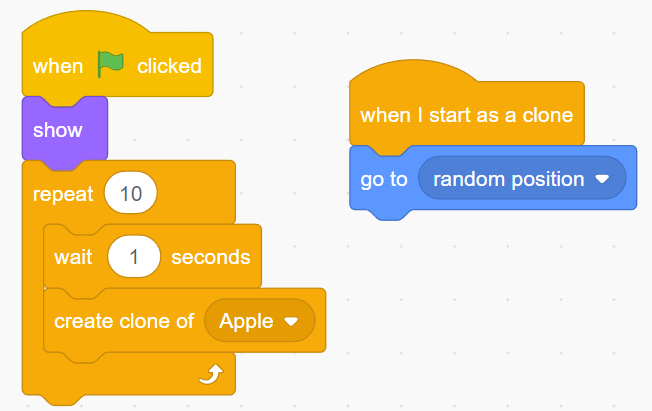 when clicked
show
repeat 10
wait 1 seconds
create clone of Apple
when I start as a clone
go to random position